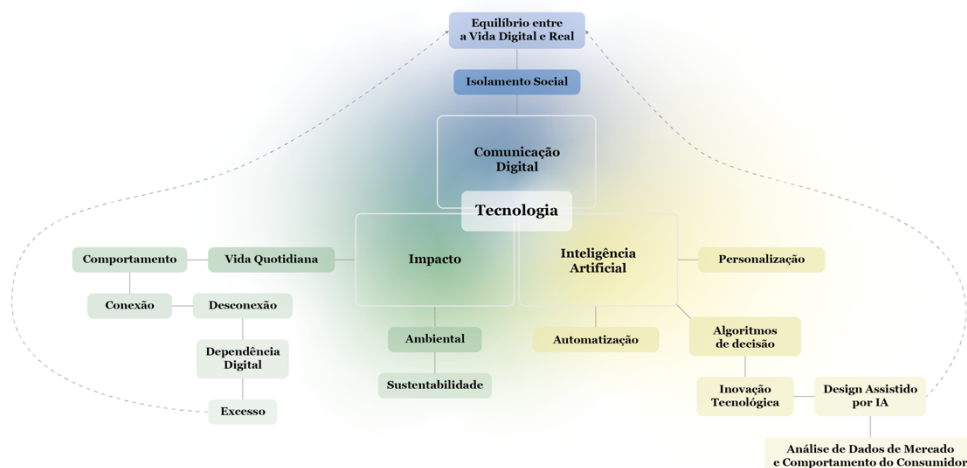 Equilíbrio entre
a Vida Digital e Real
Isolamento Social
Comunicação
Digital
Tecnologia
Impacto
Inteligência
Artificial
Comportamento
Vida Quotidiana
Personalização
Conexão
Desconexão
Ambiental
Automatização
Algoritmos
de decisão
Dependência
Digital
Sustentabilidade
Inovação
Tecnológica
Design Assistido
por IA
Excesso
Análise de Dados de Mercado
e Comportamento do Consumidor